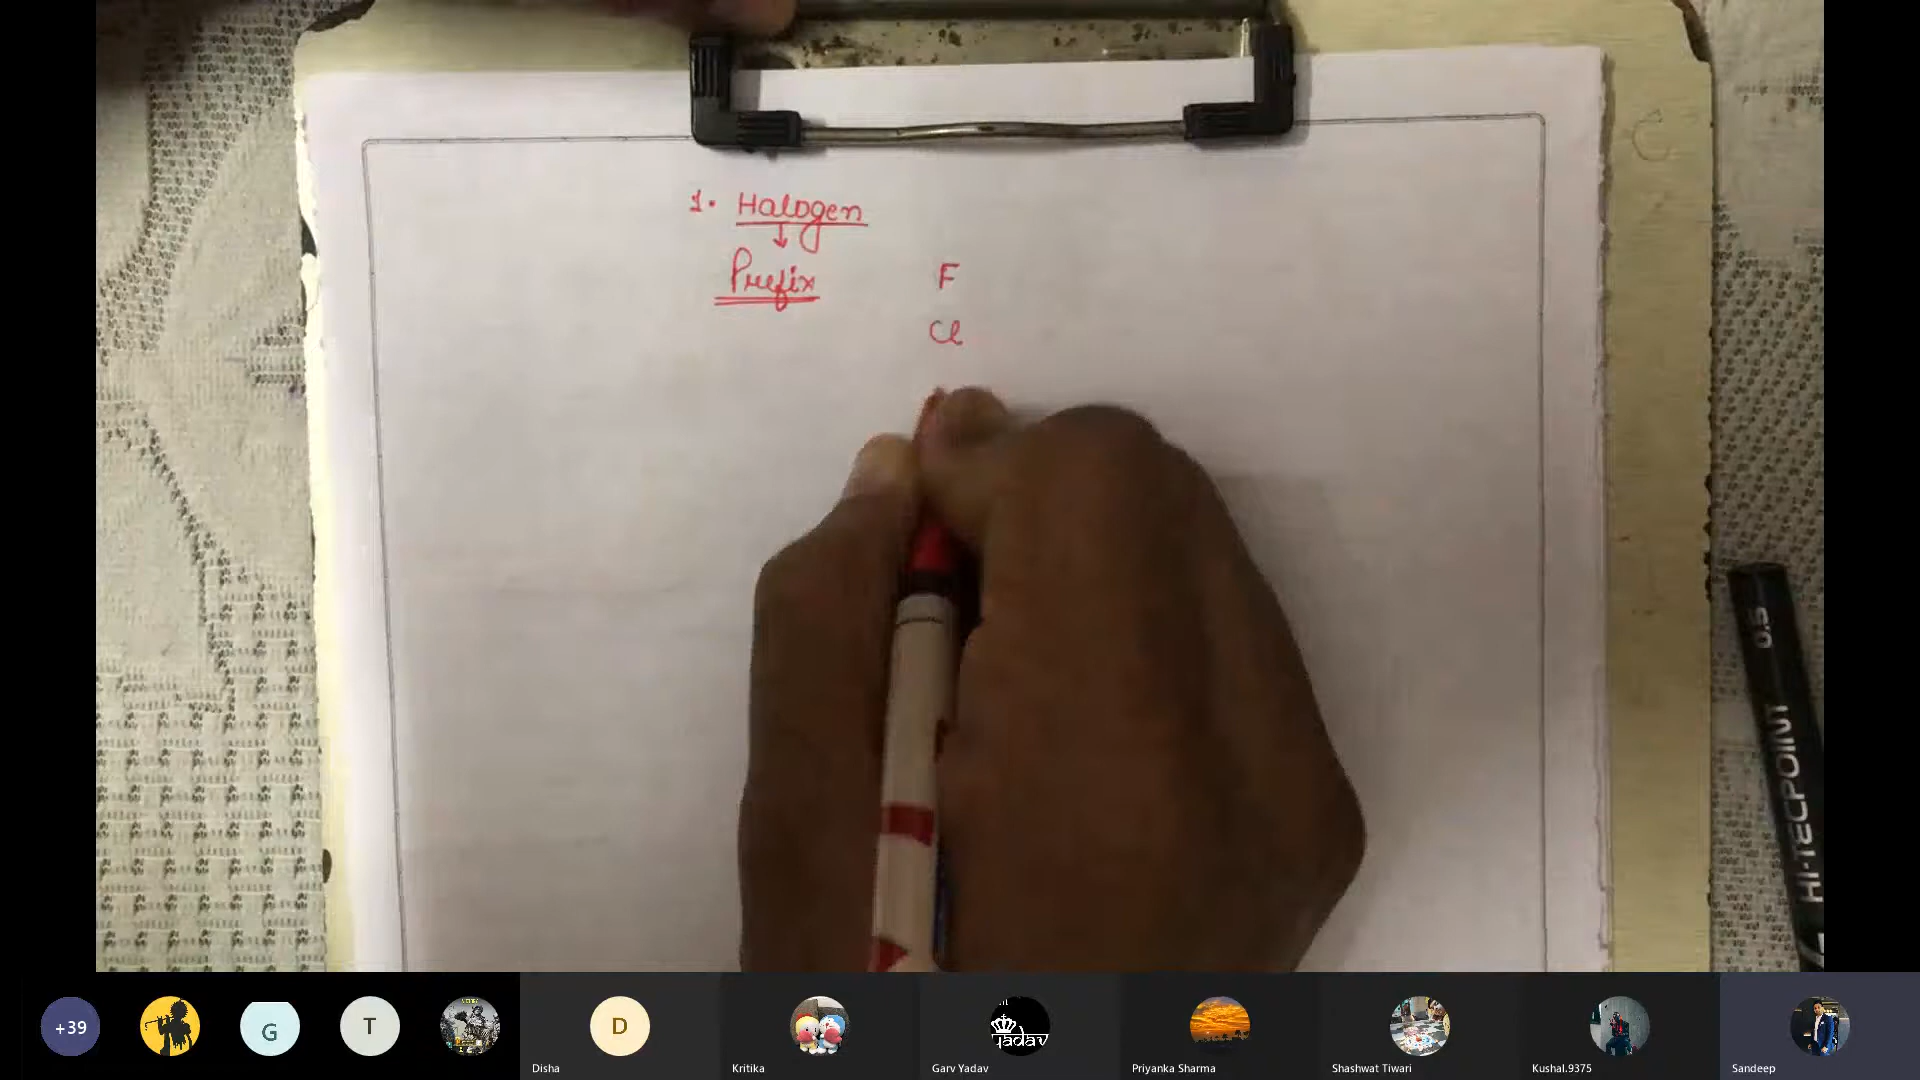 1. Halogen
↓
Prefix
F
Cl
0.5
HI-TECPOINT
+39
G
T
D
Yadav
Disha
Kritika
Garv Yadav
Priyanka Sharma
Shashwat Tiwari
Kushal.9375
Sandeep